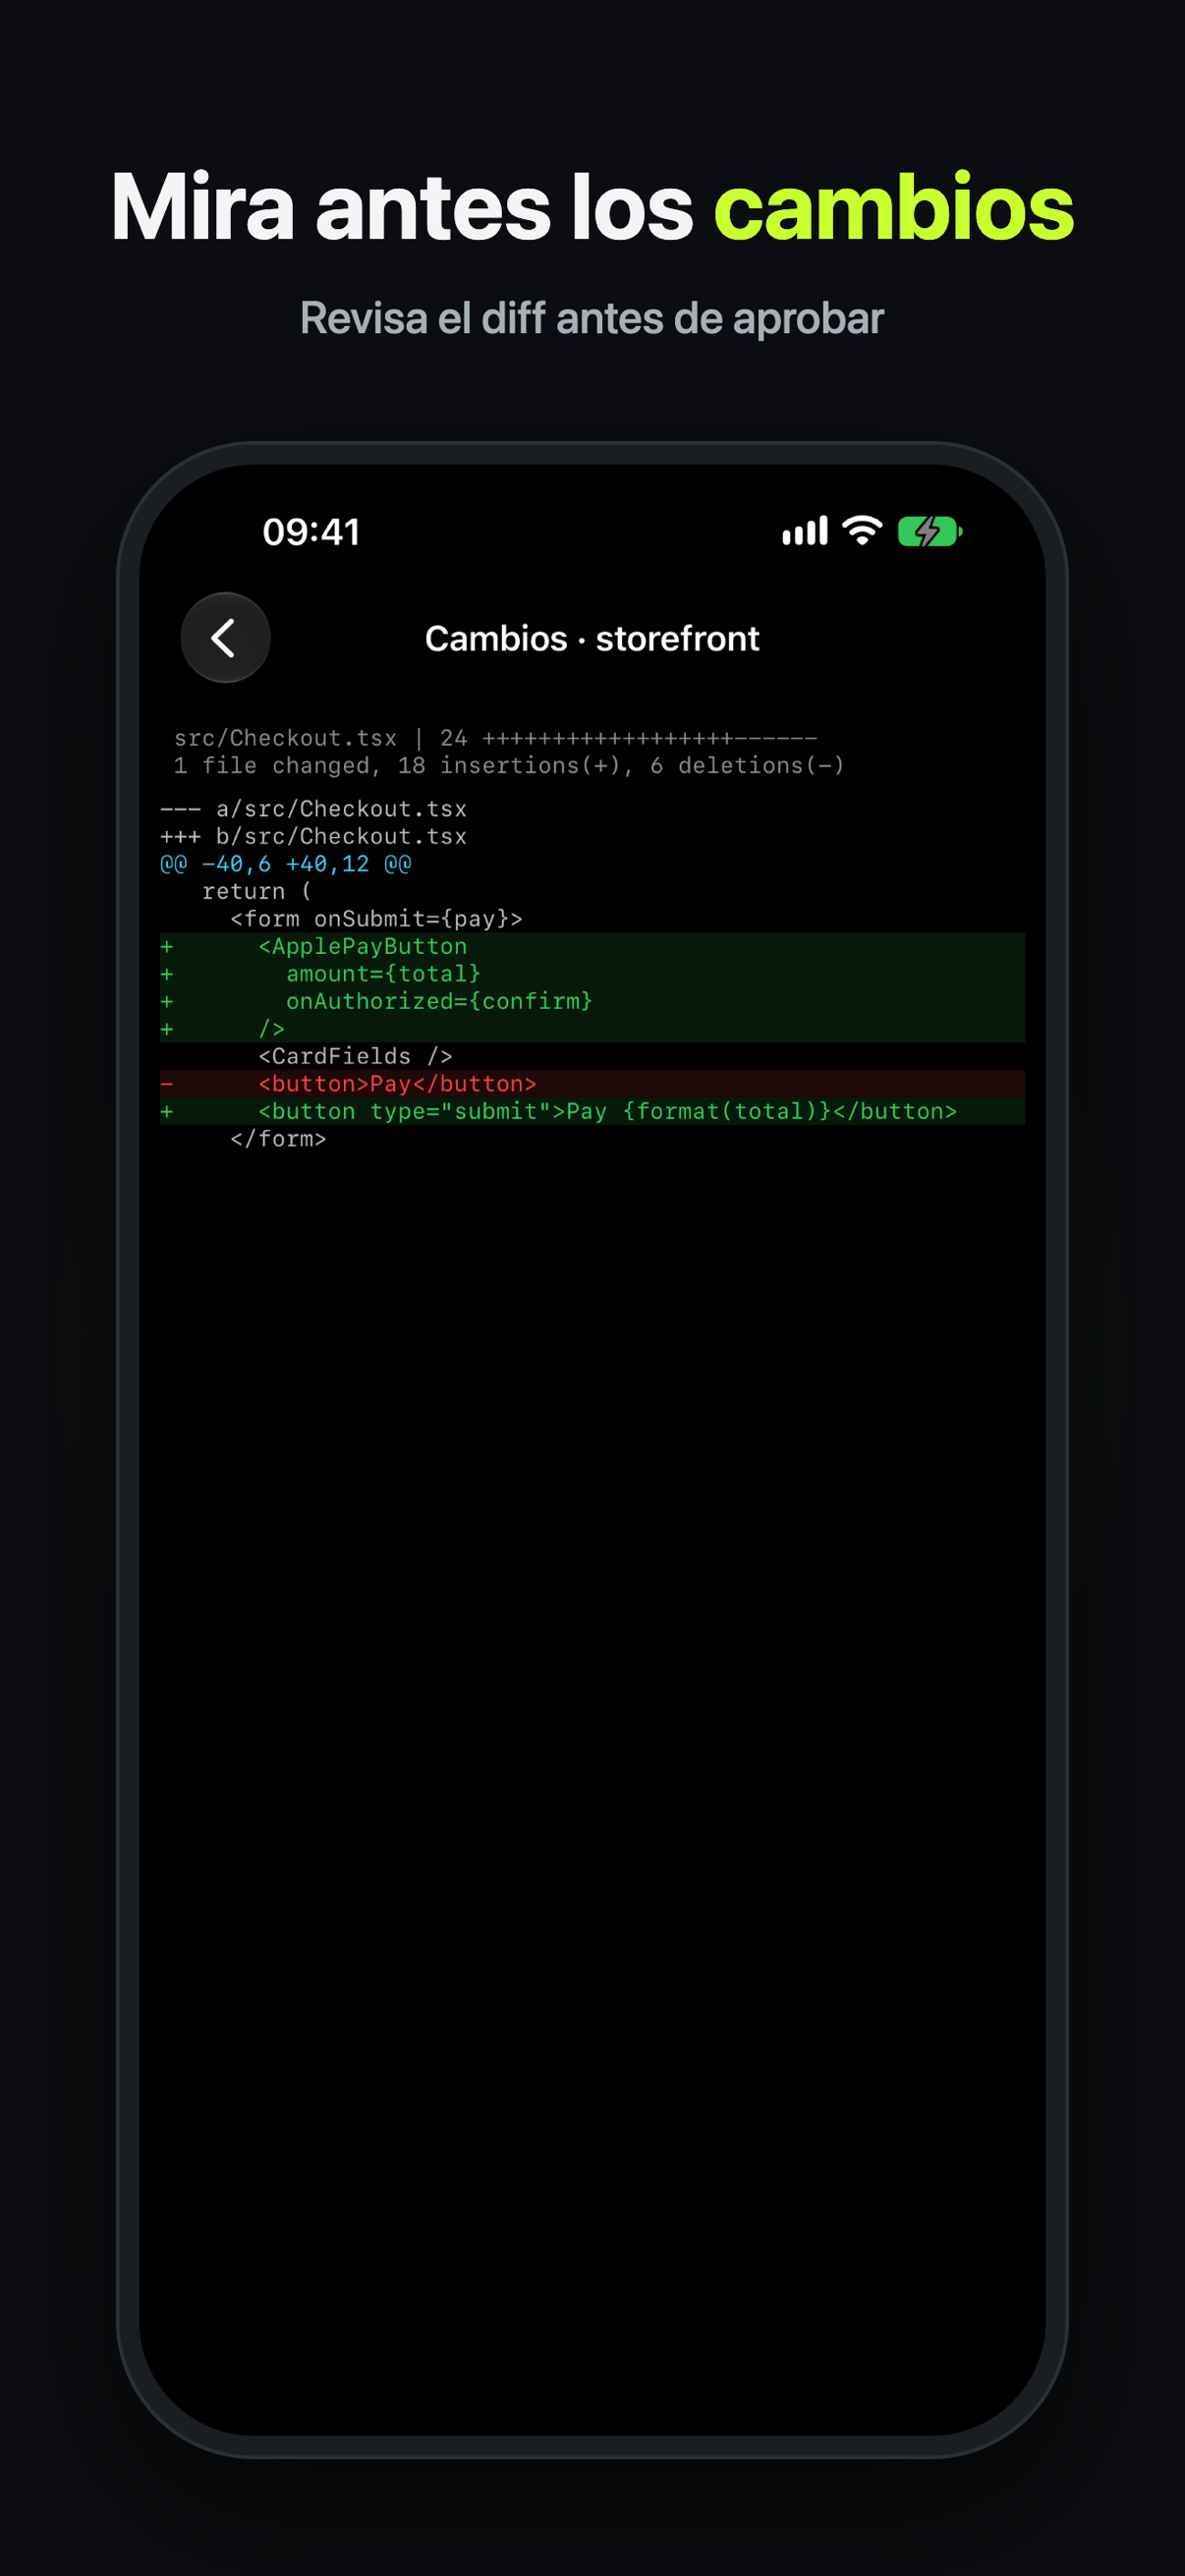 Mira antes los cambios
Revisa el diff antes de aprobar
09:41
Cambios · storefront
src/Checkout.tsx | 24 ++++++++++++++++++------
1 file changed, 18 insertions(+), 6 deletions(-)
--- a/src/Checkout.tsx
+++ b/src/Checkout.tsx
@@ -40,6 +40,12 @@
   return (
     <form onSubmit={pay}>
+      <ApplePayButton
+        amount={total}
+        onAuthorized={confirm}
+      />
       <CardFields />
-      <button>Pay</button>
+      <button type="submit">Pay {format(total)}</button>
     </form>